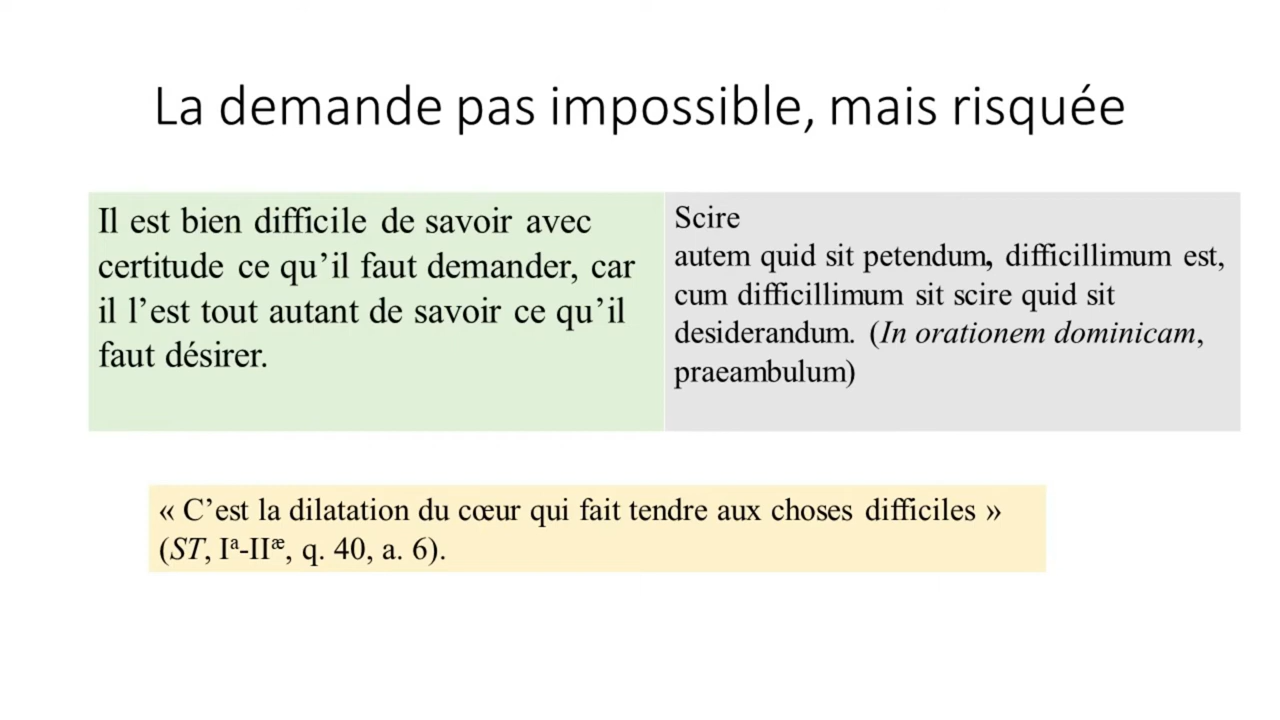 La demande pas impossible, mais risquée
Il est bien difficile de savoir avec
certitude ce qu’il faut demander, car
il l’est tout autant de savoir ce qu’il
faut désirer.
Scire
autem quid sit petendum, difficillimum est,
cum difficillimum sit scire quid sit
desiderandum. (In orationem dominicam,
praeambulum)
« C’est la dilatation du cœur qui fait tendre aux choses difficiles »
(ST, Iª-IIæ, q. 40, a. 6).